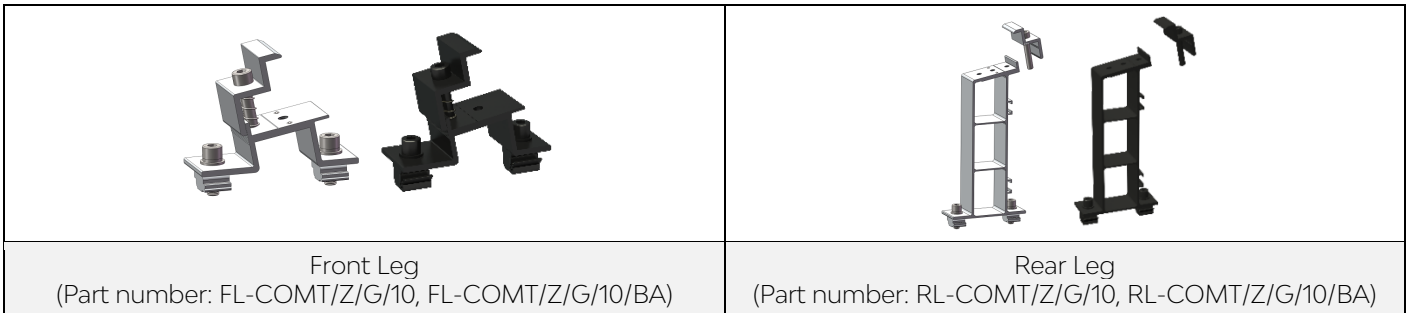 Front Leg
(Part number: FL-COMT/Z/G/10, FL-COMT/Z/G/10/BA)
Rear Leg
(Part number: RL-COMT/Z/G/10, RL-COMT/Z/G/10/BA)